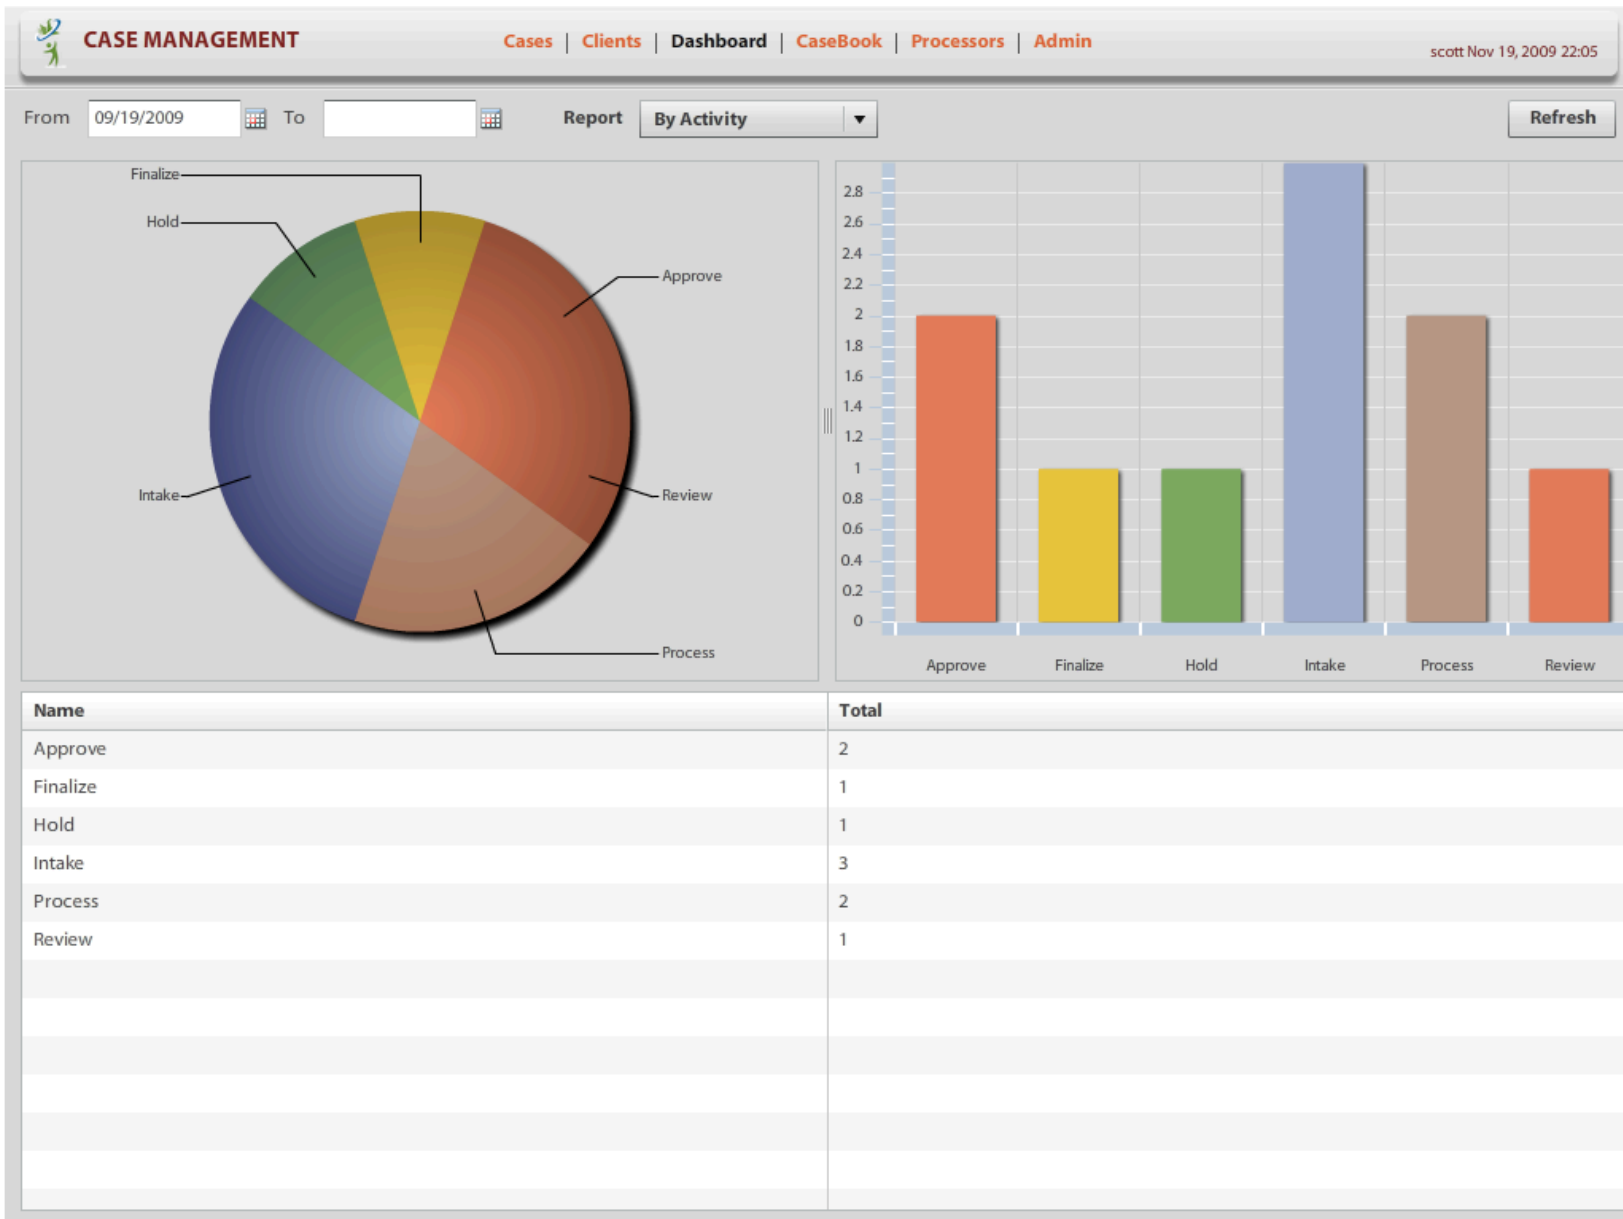 CASE MANAGEMENT
Cases | Clients | Dashboard | CaseBook | Processors | Admin
scott Nov 19, 2009 22:05
From 09/19/2009 To Report By Activity Refresh
Finalize
Hold
Approve
Intake
Review
Process
2.8
2.6
2.4
2.2
2
1.8
1.6
1.4
1.2
1
0.8
0.6
0.4
0.2
0
Approve Finalize Hold Intake Process Review
Name Total
Approve 2
Finalize 1
Hold 1
Intake 3
Process 2
Review 1